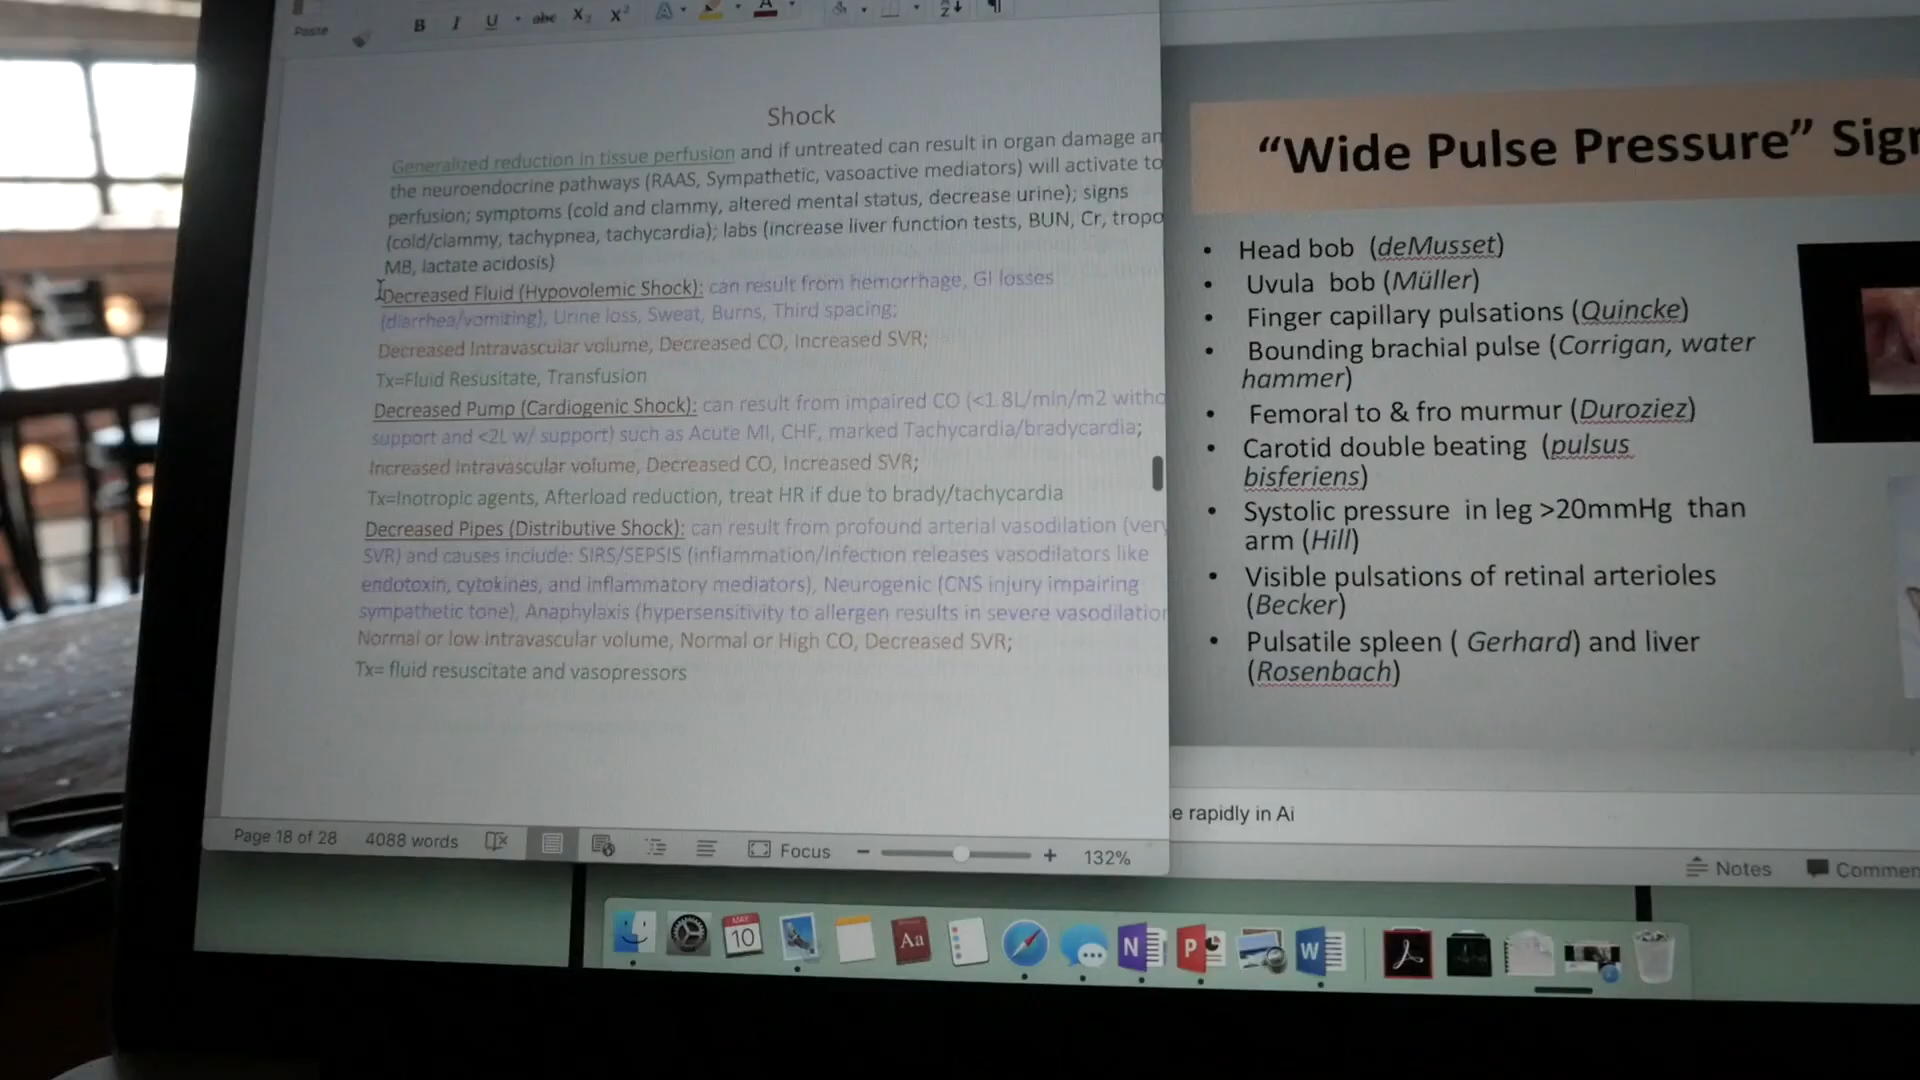 Paste
B I U abc X2 X2 A A
Shock
Generalized reduction in tissue perfusion and if untreated can result in organ damage an
the neuroendocrine pathways (RAAS, Sympathetic, vasoactive mediators) will activate to
perfusion; symptoms (cold and clammy, altered mental status, decrease urine); signs
(cold/clammy, tachypnea, tachycardia); labs (increase liver function tests, BUN, Cr, tropo
MB, lactate acidosis)
Decreased Fluid (Hypovolemic Shock): can result from hemorrhage, GI losses
(diarrhea/vomiting), Urine loss, Sweat, Burns, Third spacing;
Decreased Intravascular volume, Decreased CO, Increased SVR;
Tx=Fluid Resusitate, Transfusion
Decreased Pump (Cardiogenic Shock): can result from impaired CO (<1.8L/min/m2 witho
support and <2L w/ support) such as Acute MI, CHF, marked Tachycardia/bradycardia;
Increased Intravascular volume, Decreased CO, Increased SVR;
Tx=Inotropic agents, Afterload reduction, treat HR if due to brady/tachycardia
Decreased Pipes (Distributive Shock): can result from profound arterial vasodilation (very
SVR) and causes include: SIRS/SEPSIS (inflammation/infection releases vasodilators like
endotoxin, cytokines, and inflammatory mediators), Neurogenic (CNS injury impairing
sympathetic tone), Anaphylaxis (hypersensitivity to allergen results in severe vasodilation
Normal or low intravascular volume, Normal or High CO, Decreased SVR;
Tx= fluid resuscitate and vasopressors
Page 18 of 28 4088 words Focus 132%
“Wide Pulse Pressure” Sign
• Head bob (deMusset)
• Uvula bob (Müller)
• Finger capillary pulsations (Quincke)
• Bounding brachial pulse (Corrigan, water
hammer)
• Femoral to & fro murmur (Duroziez)
• Carotid double beating (pulsus
bisferiens)
• Systolic pressure in leg >20mmHg than
arm (Hill)
• Visible pulsations of retinal arterioles
(Becker)
• Pulsatile spleen ( Gerhard) and liver
(Rosenbach)
e rapidly in Ai
Notes Commen
MAY
10
Aa
N
P
W